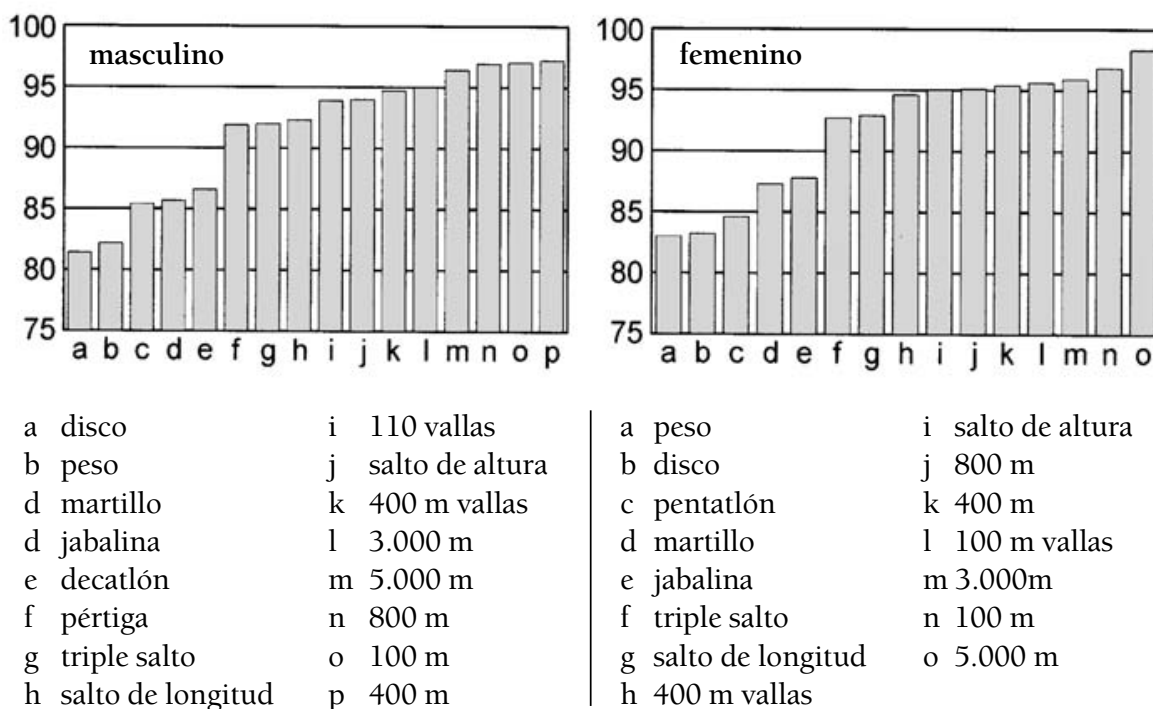 masculino
100
95
90
85
80
75
a b c d e f g h i j k l m n o p
femenino
100
95
90
85
80
75
a b c d e f g h i j k l m n o
a disco
b peso
d martillo
d jabalina
e decatlón
f pértiga
g triple salto
h salto de longitud
i 110 vallas
j salto de altura
k 400 m vallas
l 3.000 m
m 5.000 m
n 800 m
o 100 m
p 400 m
a peso
b disco
c pentatlón
d martillo
e jabalina
f triple salto
g salto de longitud
h 400 m vallas
i salto de altura
j 800 m
k 400 m
l 100 m vallas
m 3.000m
n 100 m
o 5.000 m